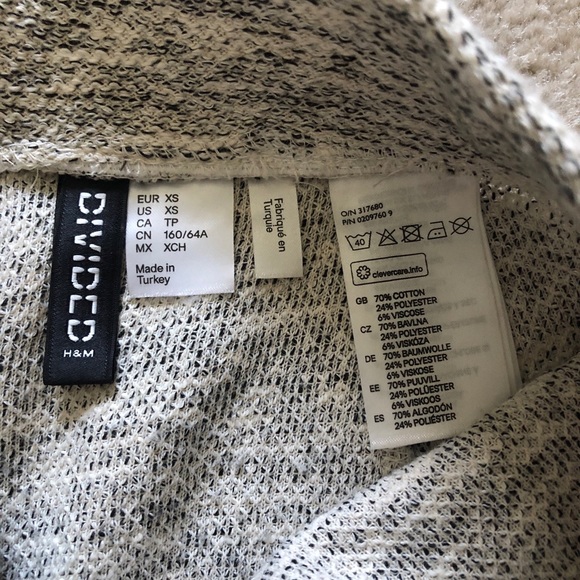 DIVIDED
H&M
EUR XS
US XS
CA TP
CN 160/64A
MX XCH
Made in
Turkey
Fabriqué en
Turquie
O/N 317680
P/N 0209760 9
40
clevercare.info
GB 70% COTTON
24% POLYESTER
6% VISCOSE
CZ 70% BAVLNA
24% POLYESTER
6% VISKÓZA
DE 70% BAUMWOLLE
24% POLYESTER
6% VISKOSE
EE 70% PUUVILL
24% POLÜESTER
6% VISKOOS
ES 70% ALGODÓN
24% POLIÉSTER